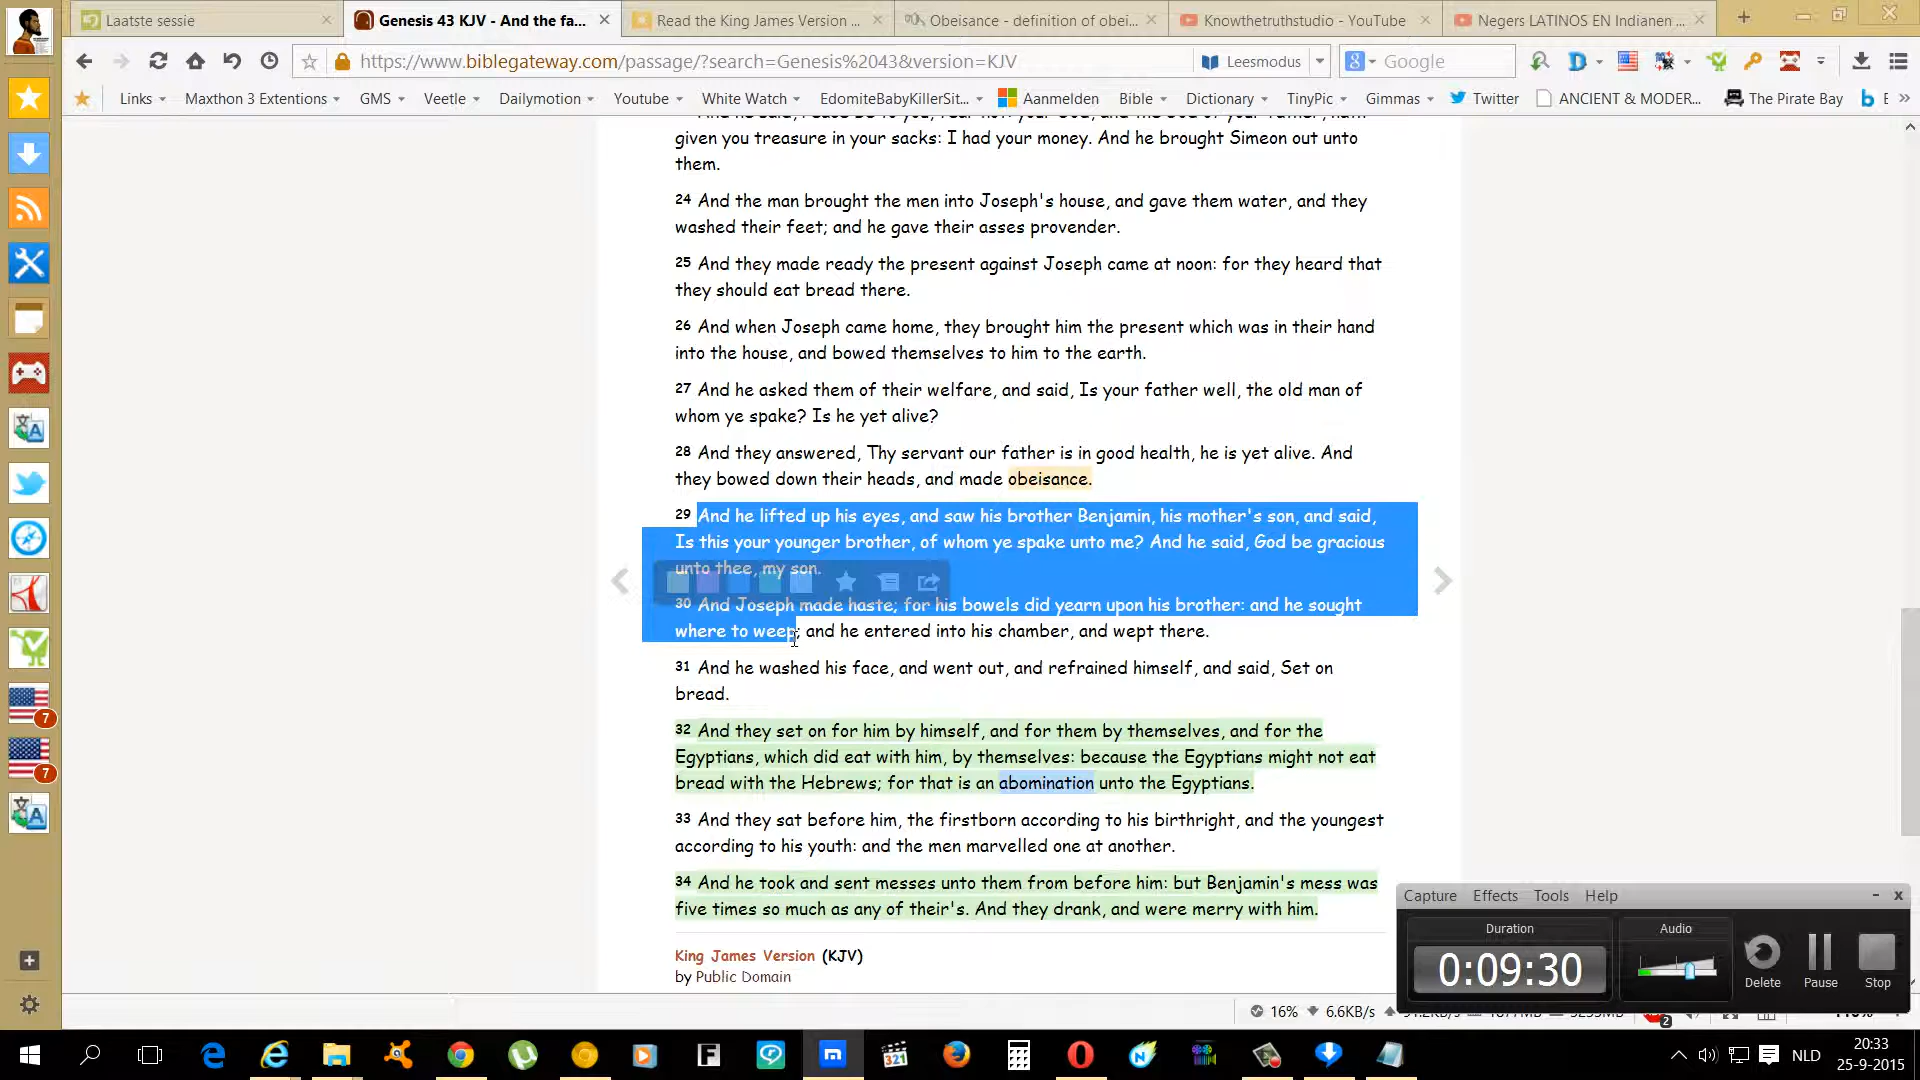 Laatste sessie
Genesis 43 KJV - And the fa...
Read the King James Version ...
Obeisance - definition of obei...
Knowthetruthstudio - YouTube
Negers LATINOS EN Indianen ...
https://www.biblegateway.com/passage/?search=Genesis%2043&version=KJV
Leesmodus
Google
Links
Maxthon 3 Extentions
GMS
Veetle
Dailymotion
Youtube
White Watch
EdomiteBabyKillerSit...
Aanmelden
Bible
Dictionary
TinyPic
Gimmas
Twitter
ANCIENT & MODER...
The Pirate Bay
given you treasure in your sacks: I had your money. And he brought Simeon out unto
them.
24 And the man brought the men into Joseph's house, and gave them water, and they
washed their feet; and he gave their asses provender.
25 And they made ready the present against Joseph came at noon: for they heard that
they should eat bread there.
26 And when Joseph came home, they brought him the present which was in their hand
into the house, and bowed themselves to him to the earth.
27 And he asked them of their welfare, and said, Is your father well, the old man of
whom ye spake? Is he yet alive?
28 And they answered, Thy servant our father is in good health, he is yet alive. And
they bowed down their heads, and made obeisance.
29 And he lifted up his eyes, and saw his brother Benjamin, his mother's son, and said,
Is this your younger brother, of whom ye spake unto me? And he said, God be gracious
unto thee, my son.
30 And Joseph made haste; for his bowels did yearn upon his brother: and he sought
where to weep; and he entered into his chamber, and wept there.
31 And he washed his face, and went out, and refrained himself, and said, Set on
bread.
32 And they set on for him by himself, and for them by themselves, and for the
Egyptians, which did eat with him, by themselves: because the Egyptians might not eat
bread with the Hebrews; for that is an abomination unto the Egyptians.
33 And they sat before him, the firstborn according to his birthright, and the youngest
according to his youth: and the men marvelled one at another.
34 And he took and sent messes unto them from before him: but Benjamin's mess was
five times so much as any of their's. And they drank, and were merry with him.
King James Version (KJV)
by Public Domain
7
7
Capture Effects Tools Help
Duration
Audio
0:09:30
Delete
Pause
Stop
16%
6.6KB/s
2
321
NLD
20:33
25-9-2015